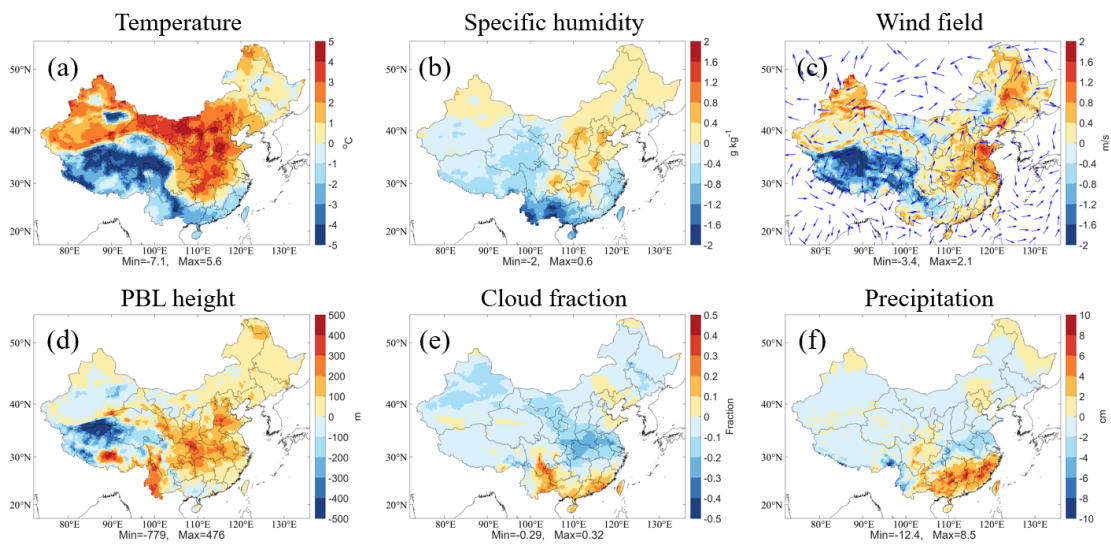 Temperature
Specific humidity
Wind field
(a)
50°N
40°N
30°N
20°N
80°E 90°E 100°E 110°E 120°E 130°E
Min=-7.1, Max=5.6
5
4
3
2
1
0
-1
-2
-3
-4
-5
°C
(b)
50°N
40°N
30°N
20°N
80°E 90°E 100°E 110°E 120°E 130°E
Min=-2, Max=0.6
2
1.6
1.2
0.8
0.4
0
-0.4
-0.8
-1.2
-1.6
-2
g kg-1
(c)
50°N
40°N
30°N
20°N
80°E 90°E 100°E 110°E 120°E 130°E
Min=-3.4, Max=2.1
2
1.6
1.2
0.8
0.4
0
-0.4
-0.8
-1.2
-1.6
-2
m/s
PBL height
Cloud fraction
Precipitation
(d)
50°N
40°N
30°N
20°N
80°E 90°E 100°E 110°E 120°E 130°E
Min=-779, Max=476
500
400
300
200
100
0
-100
-200
-300
-400
-500
m
(e)
50°N
40°N
30°N
20°N
80°E 90°E 100°E 110°E 120°E 130°E
Min=-0.29, Max=0.32
0.5
0.4
0.3
0.2
0.1
0
-0.1
-0.2
-0.3
-0.4
-0.5
Fraction
(f)
50°N
40°N
30°N
20°N
80°E 90°E 100°E 110°E 120°E 130°E
Min=-12.4, Max=8.5
10
8
6
4
2
0
-2
-4
-6
-8
-10
cm